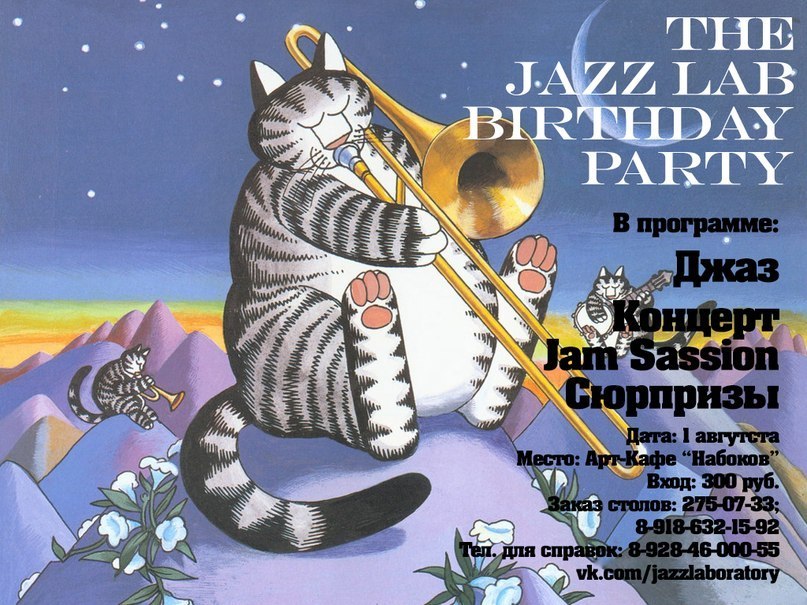 THE
JAZZ LAB
BIRTHDAY
PARTY
В программе:
Джаз
Концерт
Jam Sassion
Сюрпризы
Дата: 1 авгутста
Место: Арт-Кафе "Набоков"
Вход: 300 руб.
Заказ столов: 275-07-33;
8-918-632-15-92
Тел. для справок: 8-928-46-000-55
vk.com/jazzlaboratory